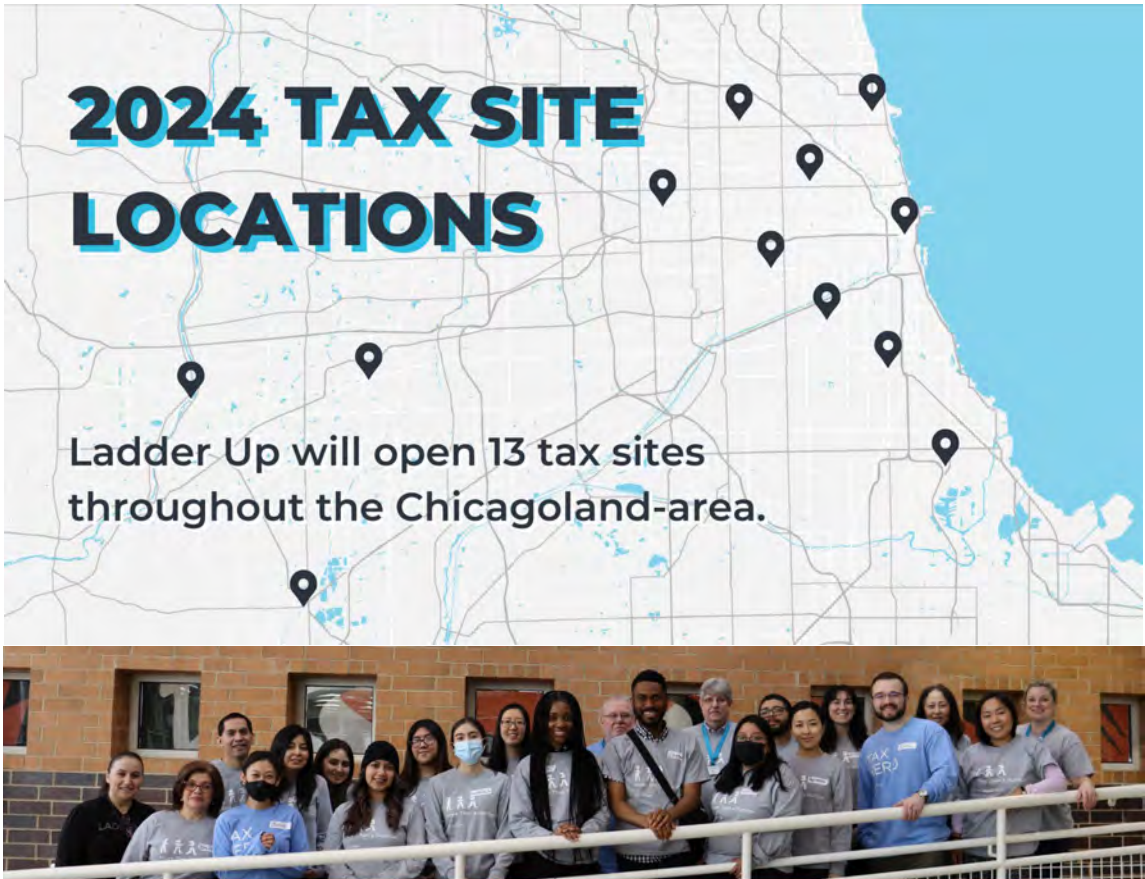 2024 TAX SITE
LOCATIONS
Ladder Up will open 13 tax sites
throughout the Chicagoland-area.